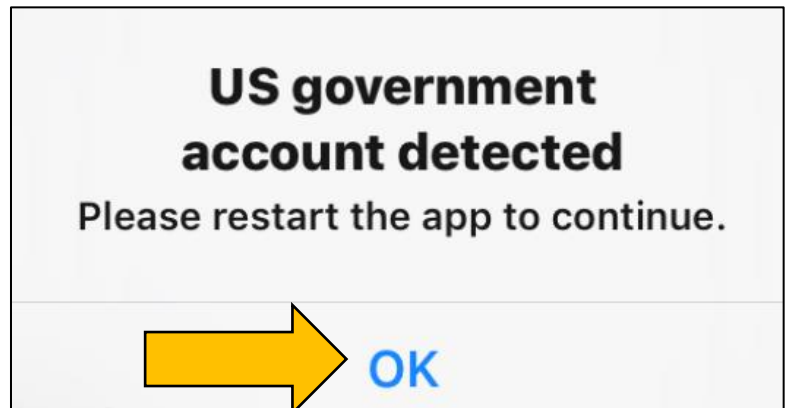 US government
account detected
Please restart the app to continue.
OK